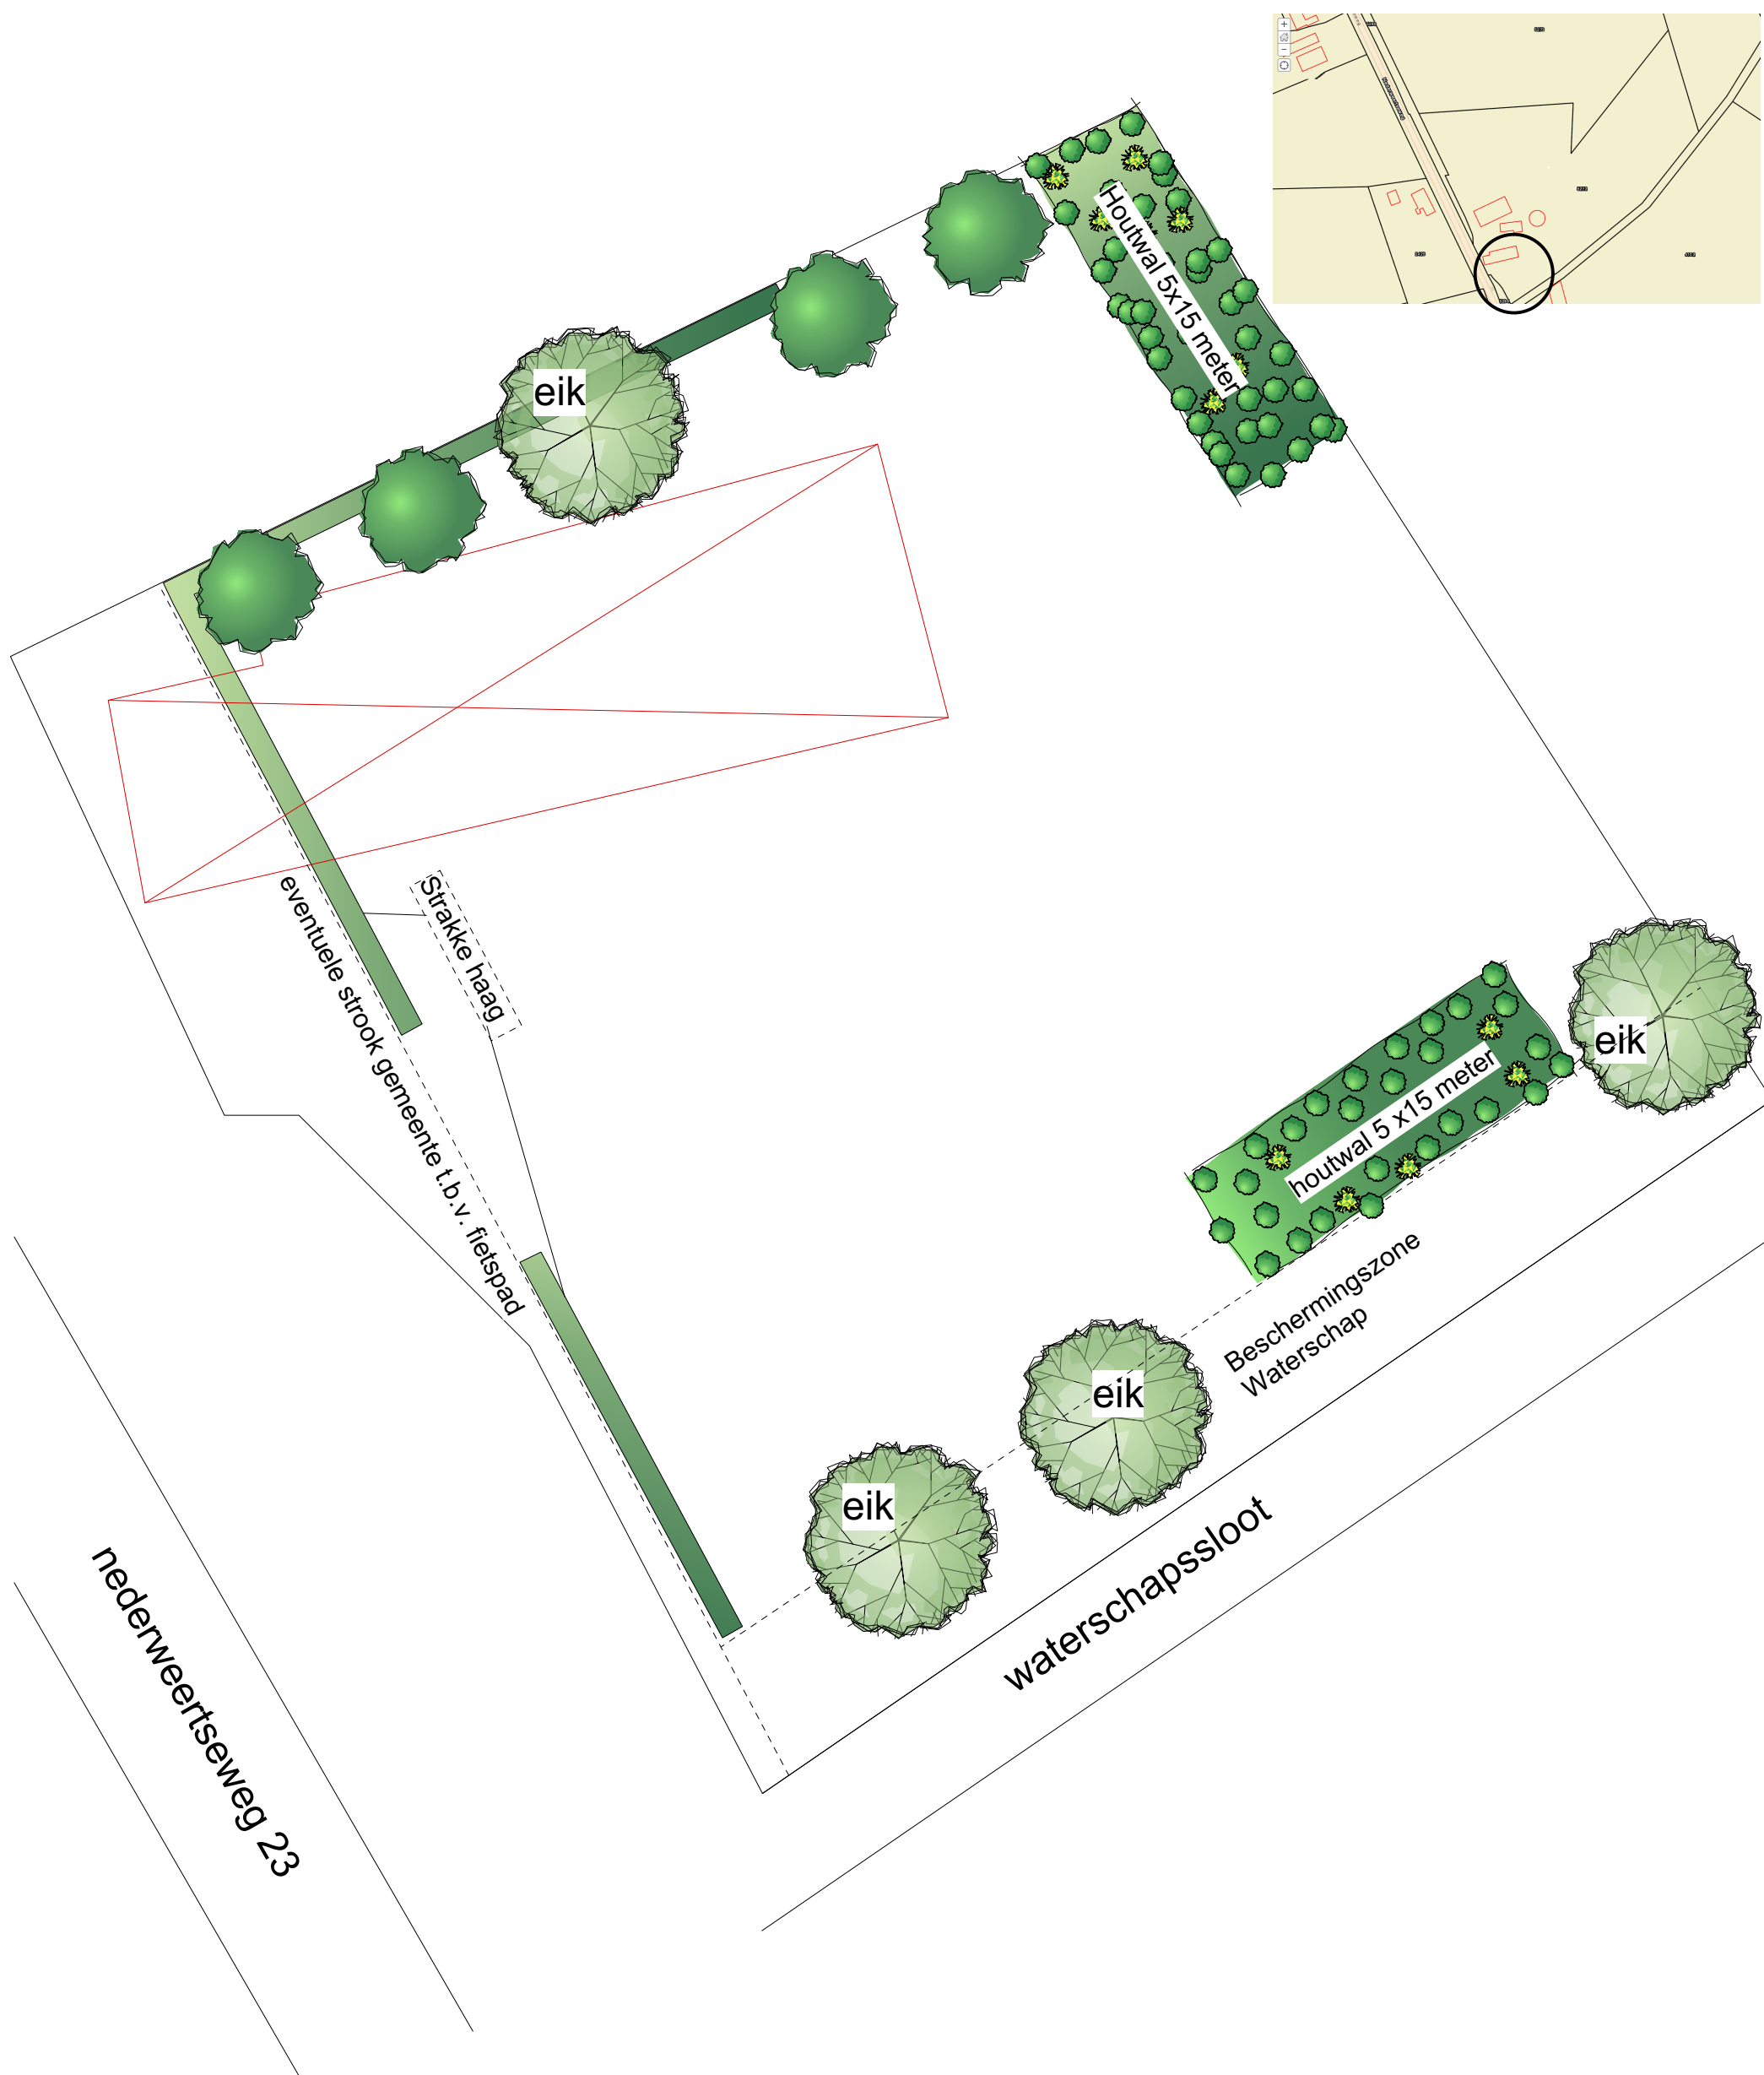 Houtwal 5x15 meter
eik
Strakke haag
eventuele strook gemeente t.b.v. fietspad
eik
houtwal 5 x15 meter
Beschermingszone
Waterschap
eik
eik
waterschapssloot
nederweertseweg 23